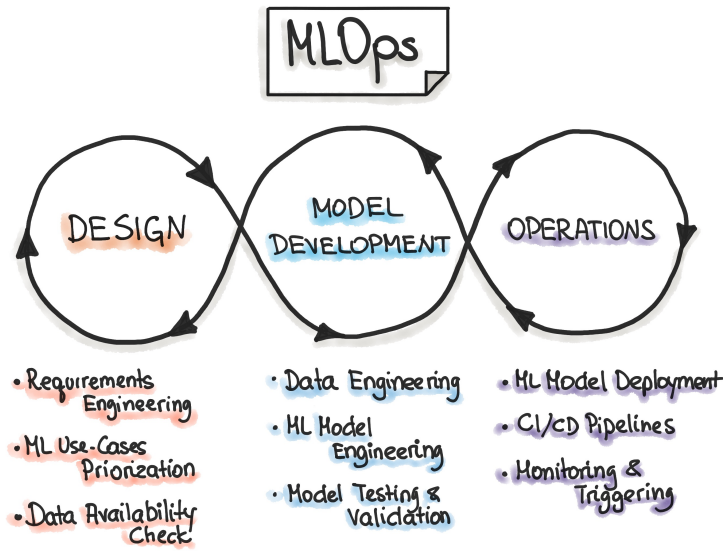 MLOps
DESIGN
MODEL
DEVELOPMENT
OPERATIONS
• Requirements
Engineering
• ML Use-Cases
Priorization
• Data Availability
Check
• Data Engineering
• ML Model
Engineering
• Model Testing &
Validation
• ML Model Deployment
• CI/CD Pipelines
• Monitoring &
Triggering